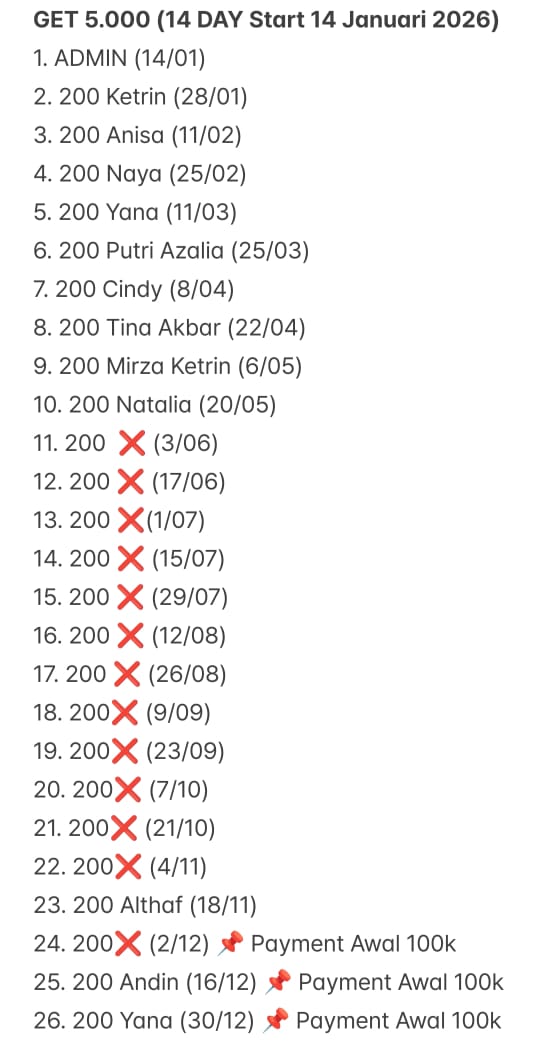 GET 5.000 (14 DAY Start 14 Januari 2026)
1. ADMIN (14/01)
2. 200 Ketrin (28/01)
3. 200 Anisa (11/02)
4. 200 Naya (25/02)
5. 200 Yana (11/03)
6. 200 Putri Azalia (25/03)
7. 200 Cindy (8/04)
8. 200 Tina Akbar (22/04)
9. 200 Mirza Ketrin (6/05)
10. 200 Natalia (20/05)
11. 200 ❌ (3/06)
12. 200 ❌ (17/06)
13. 200 ❌(1/07)
14. 200 ❌ (15/07)
15. 200 ❌ (29/07)
16. 200 ❌ (12/08)
17. 200 ❌ (26/08)
18. 200❌ (9/09)
19. 200❌ (23/09)
20. 200❌ (7/10)
21. 200❌ (21/10)
22. 200❌ (4/11)
23. 200 Althaf (18/11)
24. 200❌ (2/12) 📌 Payment Awal 100k
25. 200 Andin (16/12) 📌 Payment Awal 100k
26. 200 Yana (30/12) 📌 Payment Awal 100k